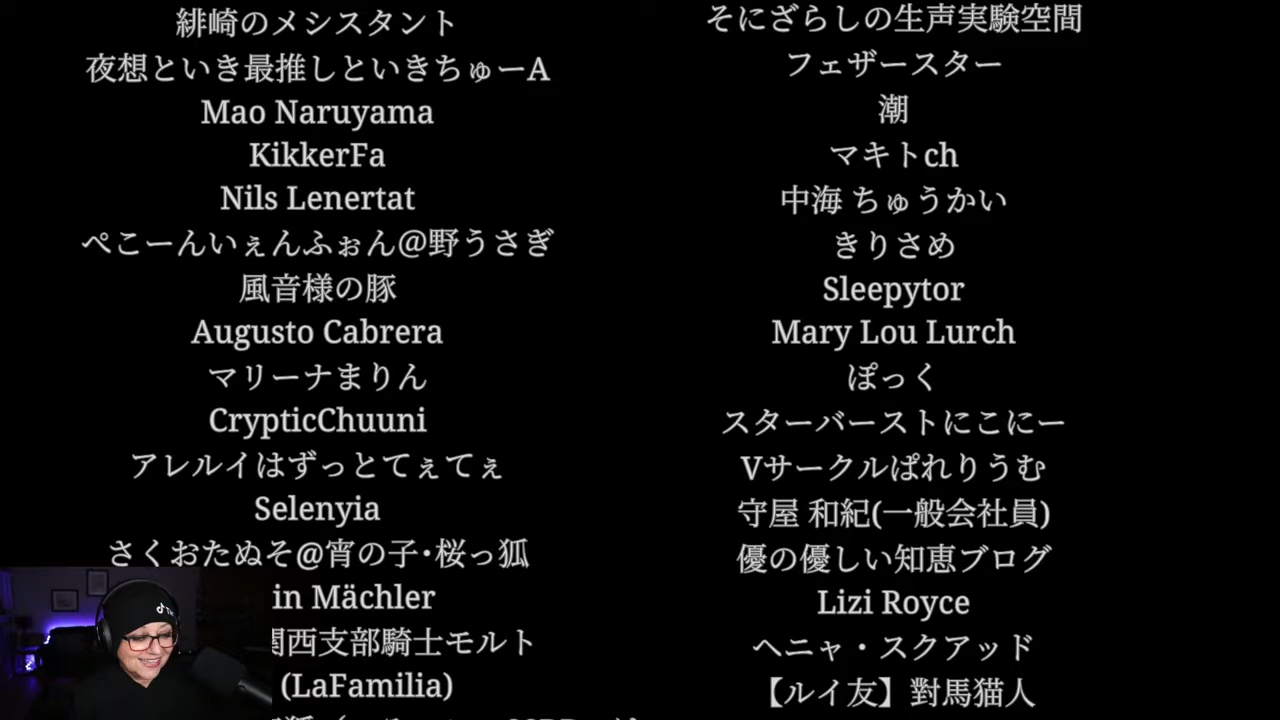 緋崎のメシスタント
夜想といき最推しといきちゅーA
Mao Naruyama
KikkerFa
Nils Lenertat
ぺこーんいぇんふぉん@野うさぎ
風音様の豚
Augusto Cabrera
マリーナまりん
CrypticChuuni
アレルイはずっとてぇてぇ
Selenyia
さくおたぬそ@宵の子･桜っ狐
in Mächler
西支部騎士モルト
(LaFamilia)
そにざらしの生声実験空間
フェザースター
潮
マキトch
中海 ちゅうかい
きりさめ
Sleepytor
Mary Lou Lurch
ぽっく
スターバーストにこにー
Vサークルぱれりうむ
守屋 和紀(一般会社員)
優の優しい知恵ブログ
Lizi Royce
ヘニャ・スクアッド
【ルイ友】對馬猫人